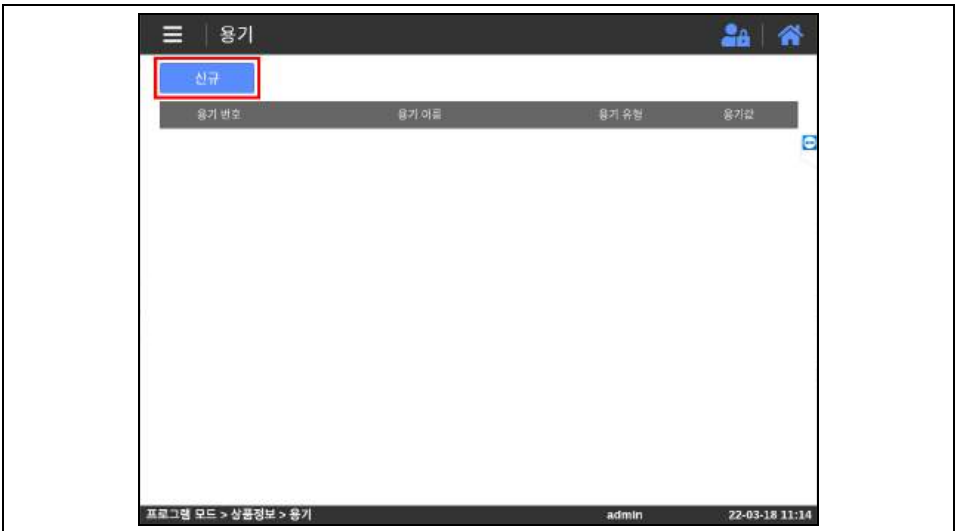 용기
신규
용기 번호 용기 이름 용기 유형 용기값
프로그램 모드 > 상품정보 > 용기 admin 22-03-18 11:14